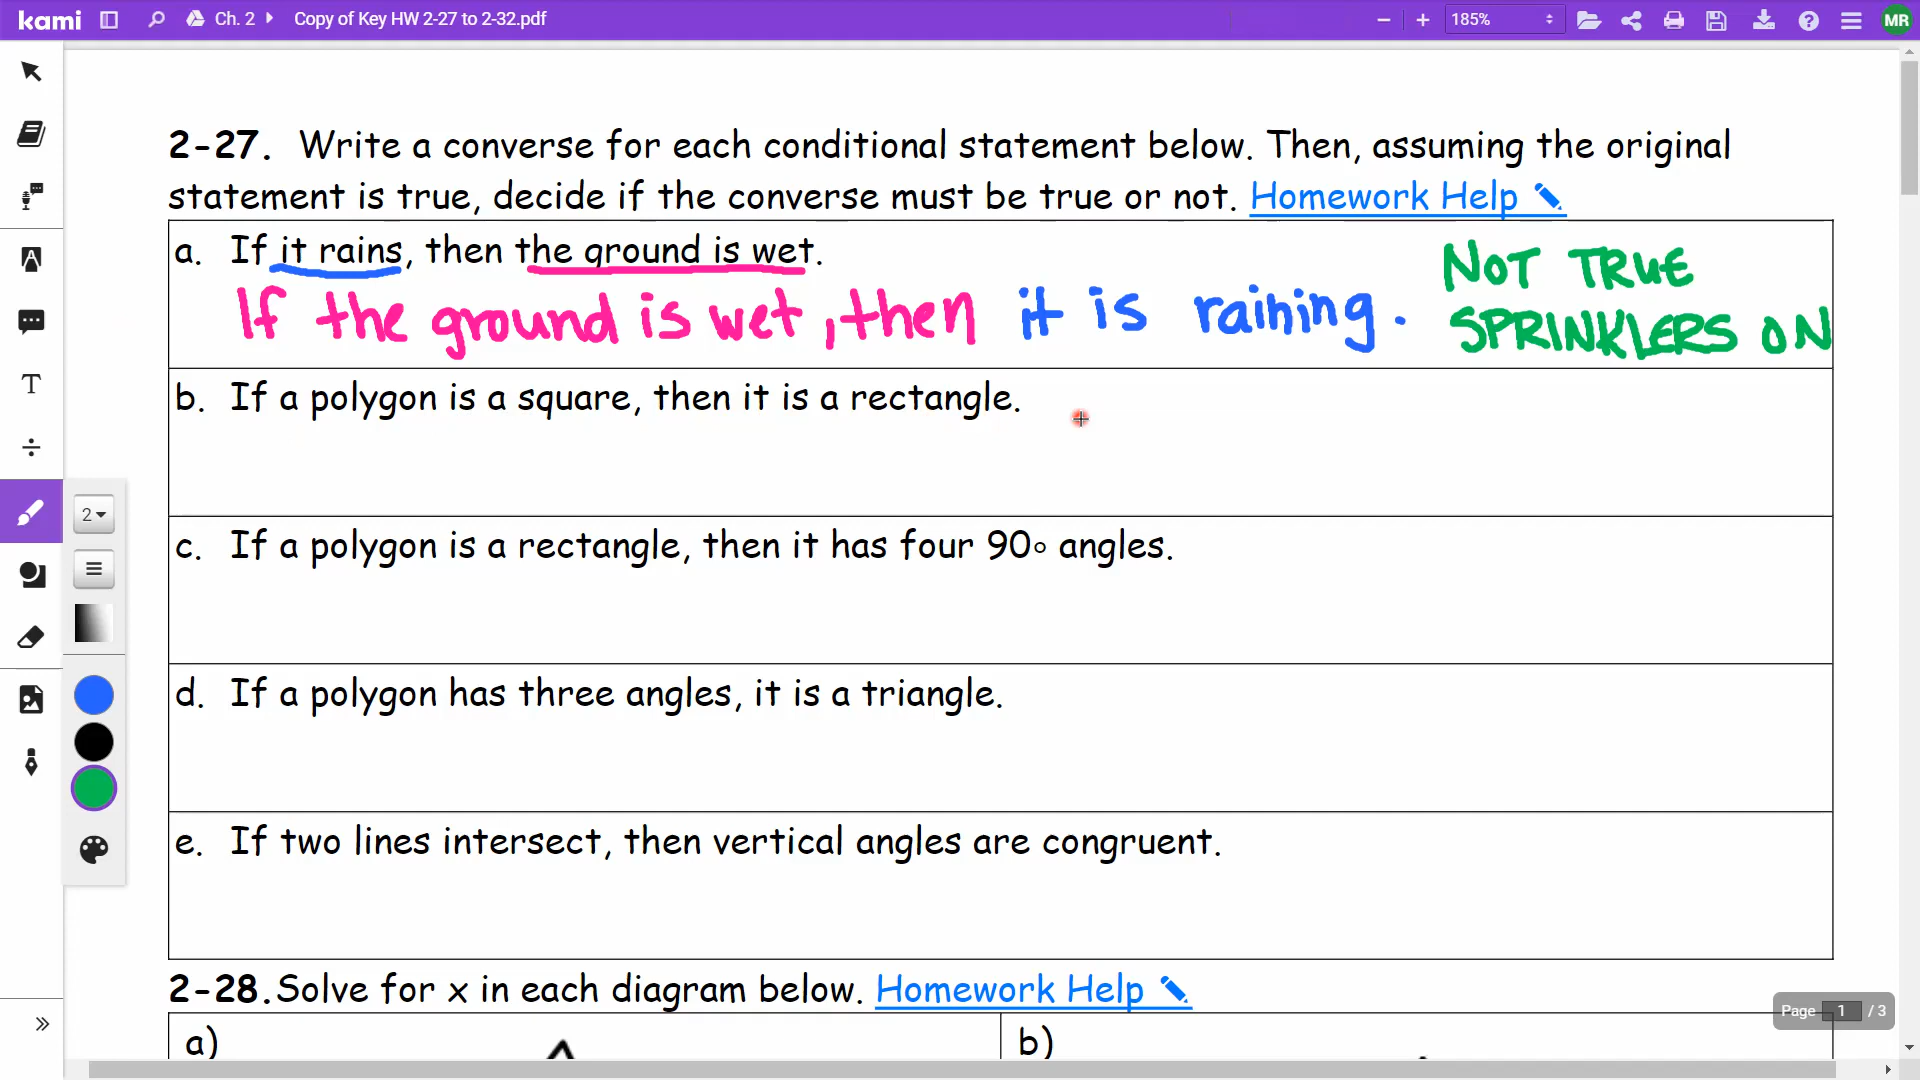 kami Ch. 2 Copy of Key HW 2-27 to 2-32.pdf 185% MR
2-27. Write a converse for each conditional statement below. Then, assuming the original
statement is true, decide if the converse must be true or not. Homework Help
a. If it rains, then the ground is wet.
If the ground is wet, then it is raining.
NOT TRUE
SPRINKLERS ON
b. If a polygon is a square, then it is a rectangle.
c. If a polygon is a rectangle, then it has four 90° angles.
d. If a polygon has three angles, it is a triangle.
e. If two lines intersect, then vertical angles are congruent.
2-28. Solve for x in each diagram below. Homework Help
a) b)
T
2
Page 1 / 3